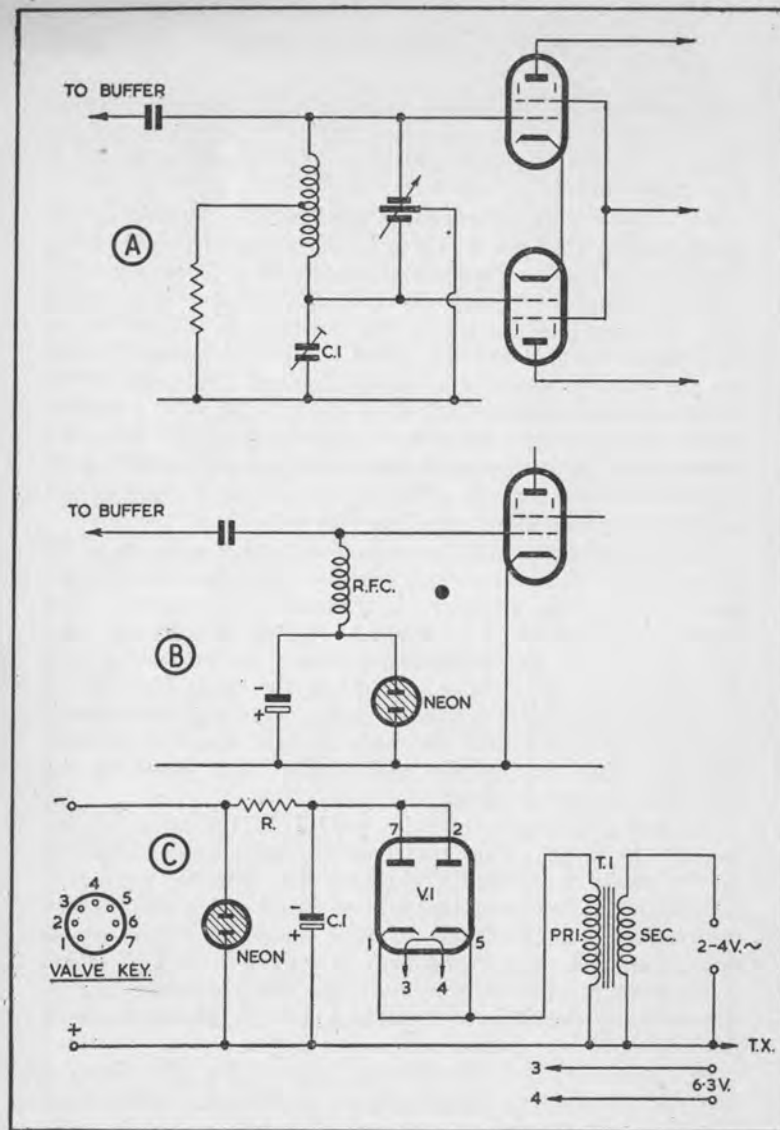 TO BUFFER
A
C.1
TO BUFFER
R.F.C.
B
-
+
NEON
-
C
R.
7 2
T.1
4
3 5
2 6
1 7
VALVE KEY.
NEON
-
+
C.1
V.1
1 5
3 4
PRI.
SEC.
2-4V.~
+
T.X.
3
6·3V.
4